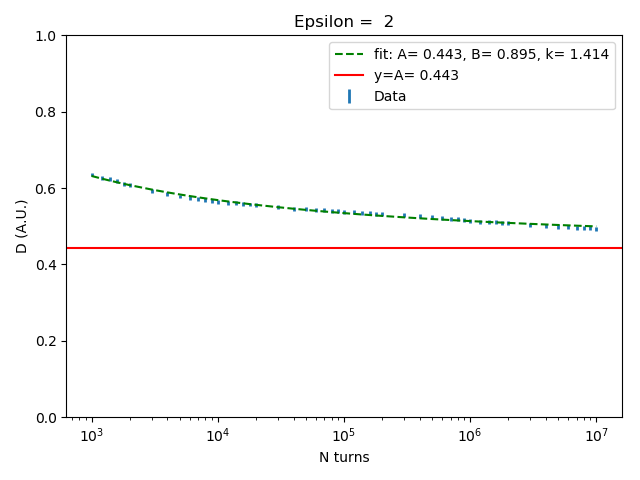 Epsilon =  2
fit: A= 0.443, B= 0.895, k= 1.414
y=A= 0.443
Data
D (A.U.)
1.0
0.8
0.6
0.4
0.2
0.0
10³
10⁴
10⁵
10⁶
10⁷
N turns